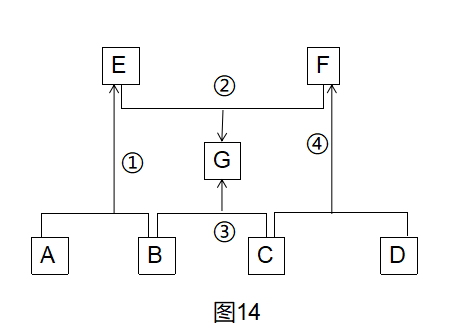 E F
②
① G ④
③
A B C D
图14